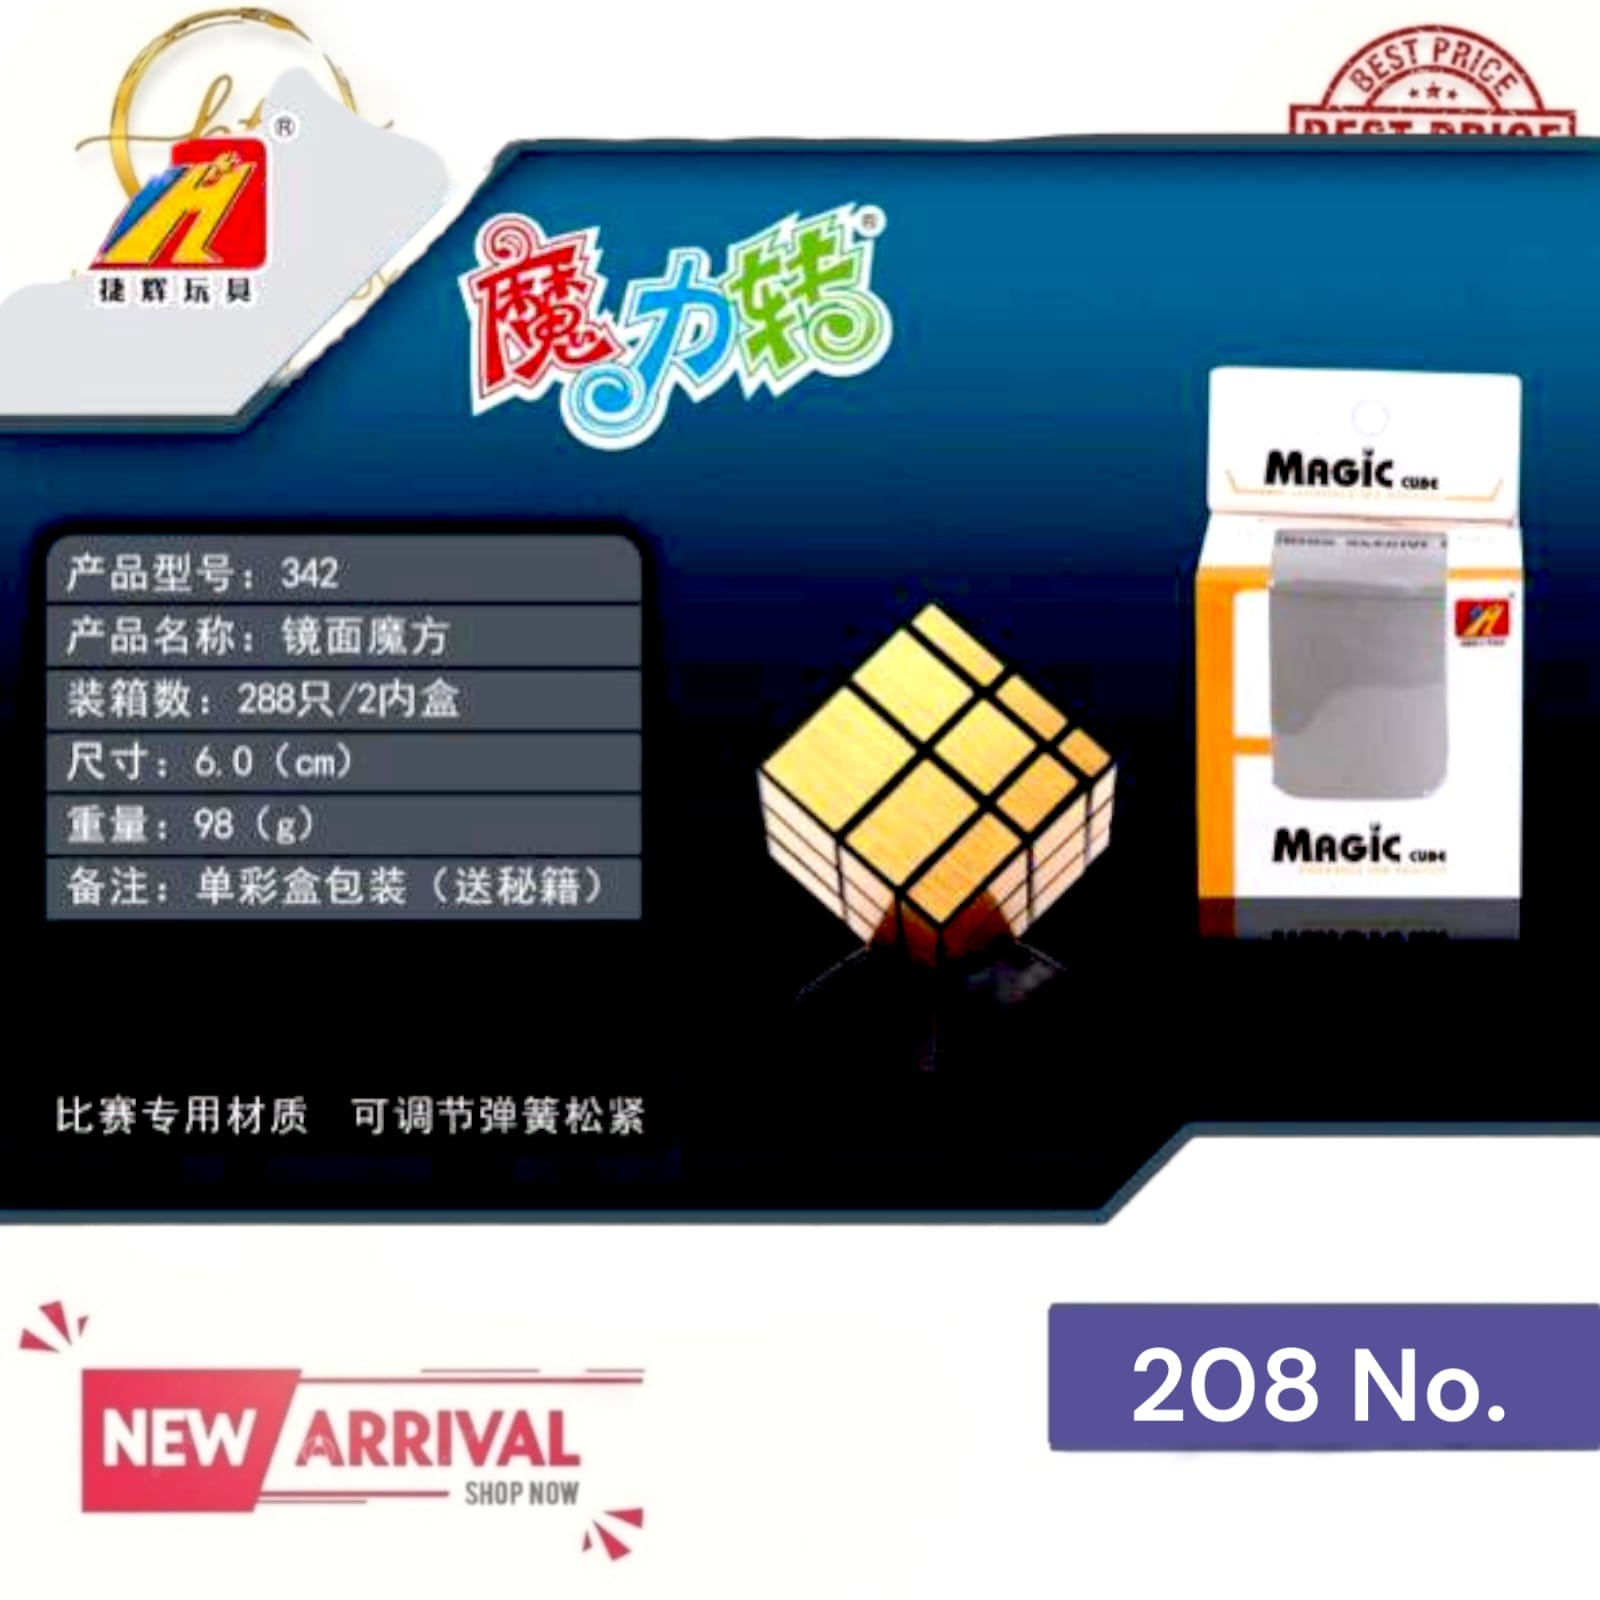 BEST PRICE
BEST PRICE
®
捷辉玩具
魔力转®
MAGIC CUBE
产品型号：342
产品名称：镜面魔方
装箱数：288只/2内盒
尺寸：6.0（cm）
重量：98（g）
备注：单彩盒包装（送秘籍）
MAGIC CUBE
比赛专用材质 可调节弹簧松紧
NEW ARRIVAL
SHOP NOW
208 No.